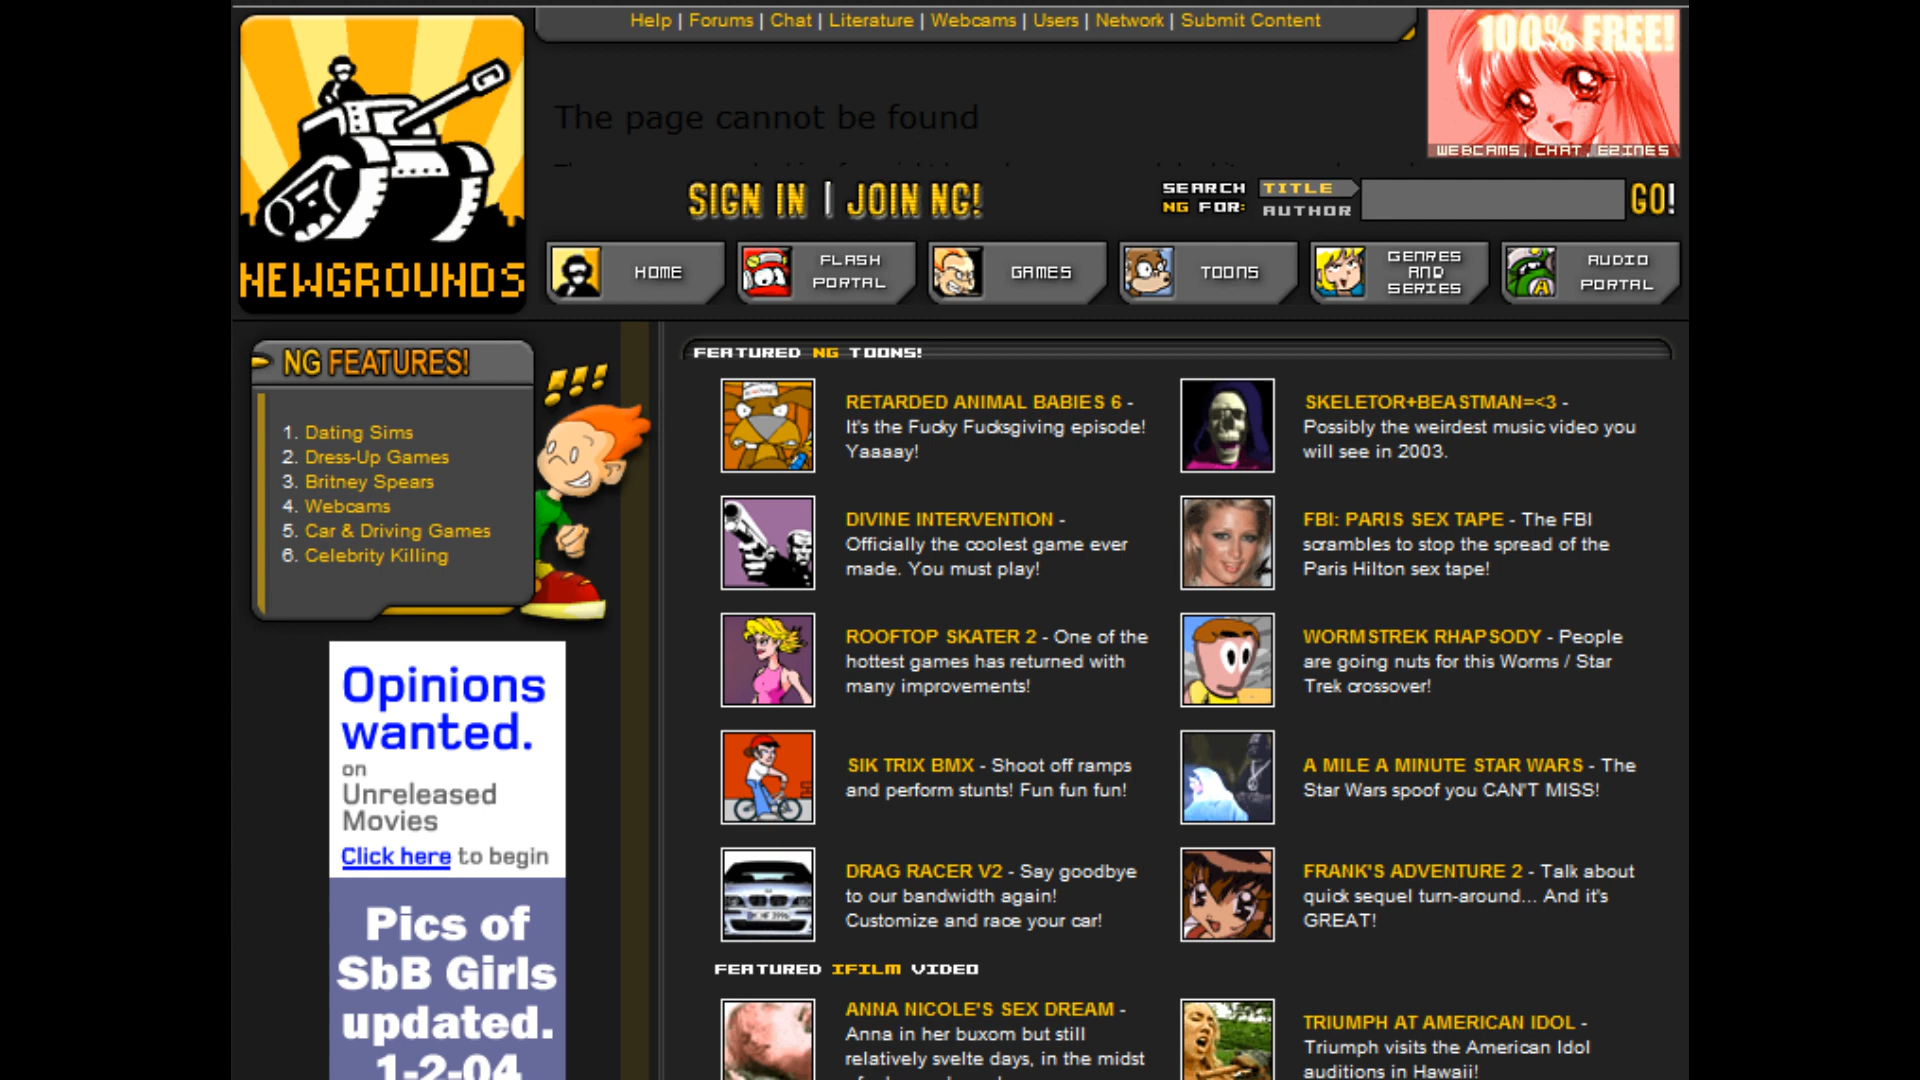 Help | Forums | Chat | Literature | Webcams | Users | Network | Submit Content
100% FREE!
WEBCAMS, CHAT, EZINES
The page cannot be found
SIGN IN | JOIN NG!
SEARCH
NG FOR:
TITLE
AUTHOR
GO!
NEWGROUNDS
HOME
FLASH
PORTAL
GAMES
TOONS
GENRES
AND
SERIES
AUDIO
PORTAL
NG FEATURES!
!!!
1. Dating Sims
2. Dress-Up Games
3. Britney Spears
4. Webcams
5. Car & Driving Games
6. Celebrity Killing
Opinions
wanted.
on
Unreleased
Movies
Click here to begin
Pics of
SbB Girls
updated.
1-2-04
FEATURED NG TOONS!
RETARDED ANIMAL BABIES 6 -
It's the Fucky Fucksgiving episode!
Yaaaay!
SKELETOR+BEASTMAN=<3 -
Possibly the weirdest music video you
will see in 2003.
DIVINE INTERVENTION -
Officially the coolest game ever
made. You must play!
FBI: PARIS SEX TAPE - The FBI
scrambles to stop the spread of the
Paris Hilton sex tape!
ROOFTOP SKATER 2 - One of the
hottest games has returned with
many improvements!
WORMSTREK RHAPSODY - People
are going nuts for this Worms / Star
Trek crossover!
SIK TRIX BMX - Shoot off ramps
and perform stunts! Fun fun fun!
A MILE A MINUTE STAR WARS - The
Star Wars spoof you CAN'T MISS!
DRAG RACER V2 - Say goodbye
to our bandwidth again!
Customize and race your car!
FRANK'S ADVENTURE 2 - Talk about
quick sequel turn-around... And it's
GREAT!
FEATURED IFILM VIDEO
ANNA NICOLE'S SEX DREAM -
Anna in her buxom but still
relatively svelte days, in the midst
TRIUMPH AT AMERICAN IDOL -
Triumph visits the American Idol
auditions in Hawaii!